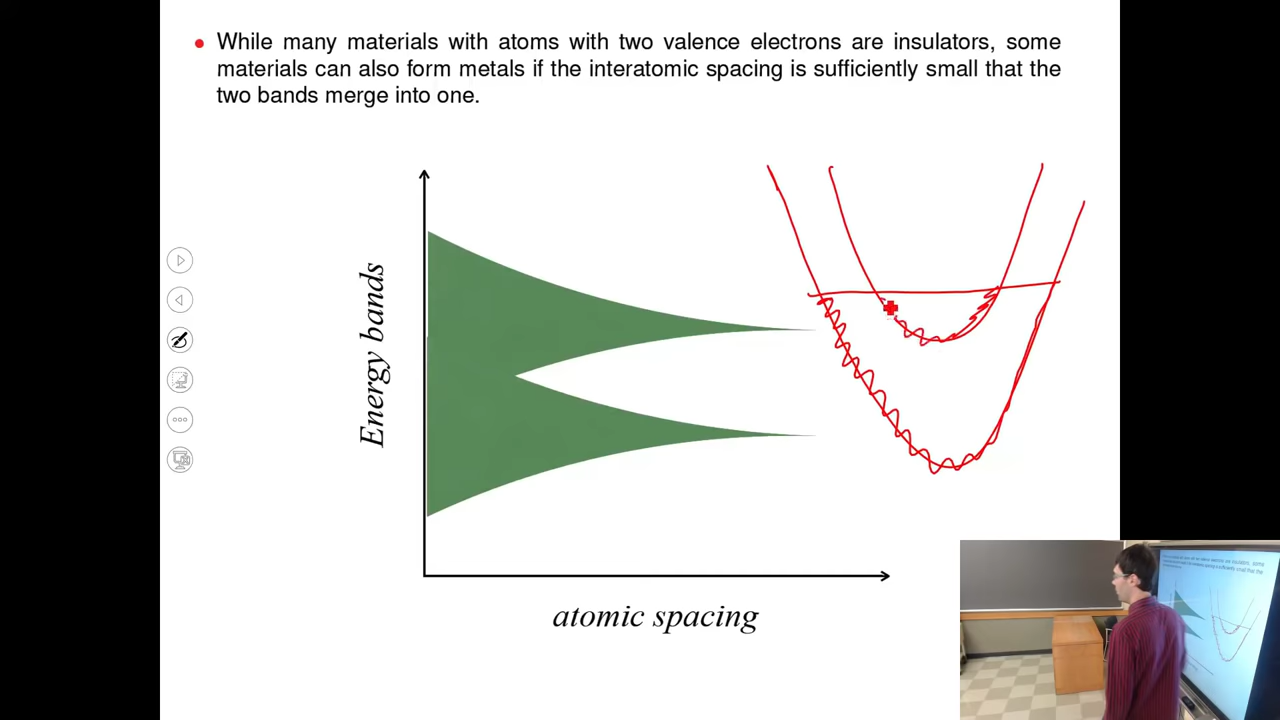 While many materials with atoms with two valence electrons are insulators, some
materials can also form metals if the interatomic spacing is sufficiently small that the
two bands merge into one.
Energy bands
atomic spacing